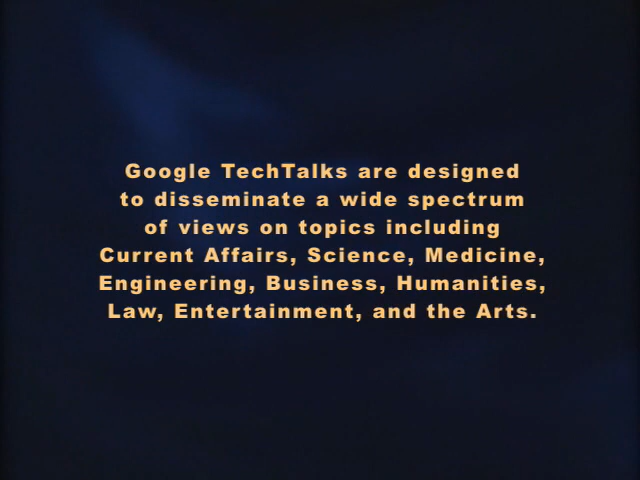 Google TechTalks are designed
to disseminate a wide spectrum
of views on topics including
Current Affairs, Science, Medicine,
Engineering, Business, Humanities,
Law, Entertainment, and the Arts.